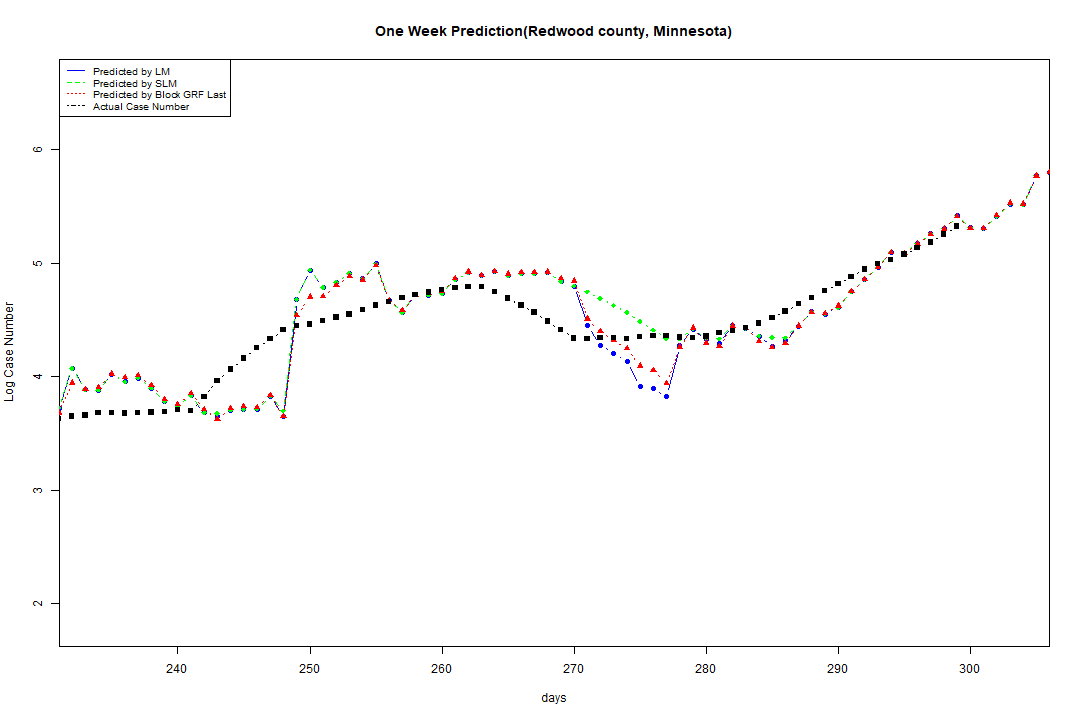 One Week Prediction(Redwood county, Minnesota)
Predicted by LM
Predicted by SLM
Predicted by Block GRF Last
Actual Case Number
6
5
4
3
2
Log Case Number
240 250 260 270 280 290 300
days